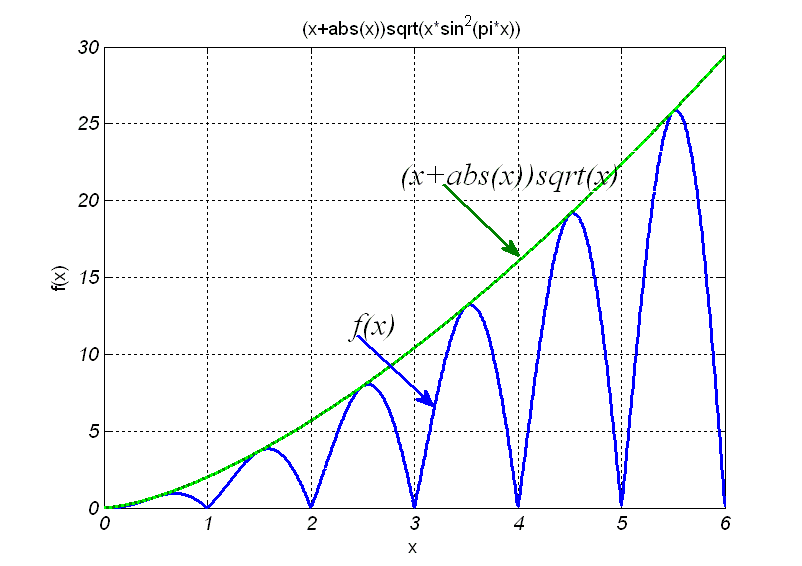 (x+abs(x))sqrt(x*sin²(pi*x))
30
25
20
15
10
5
0
f(x)
(x+abs(x))sqrt(x)
f(x)
0 1 2 3 4 5 6
x